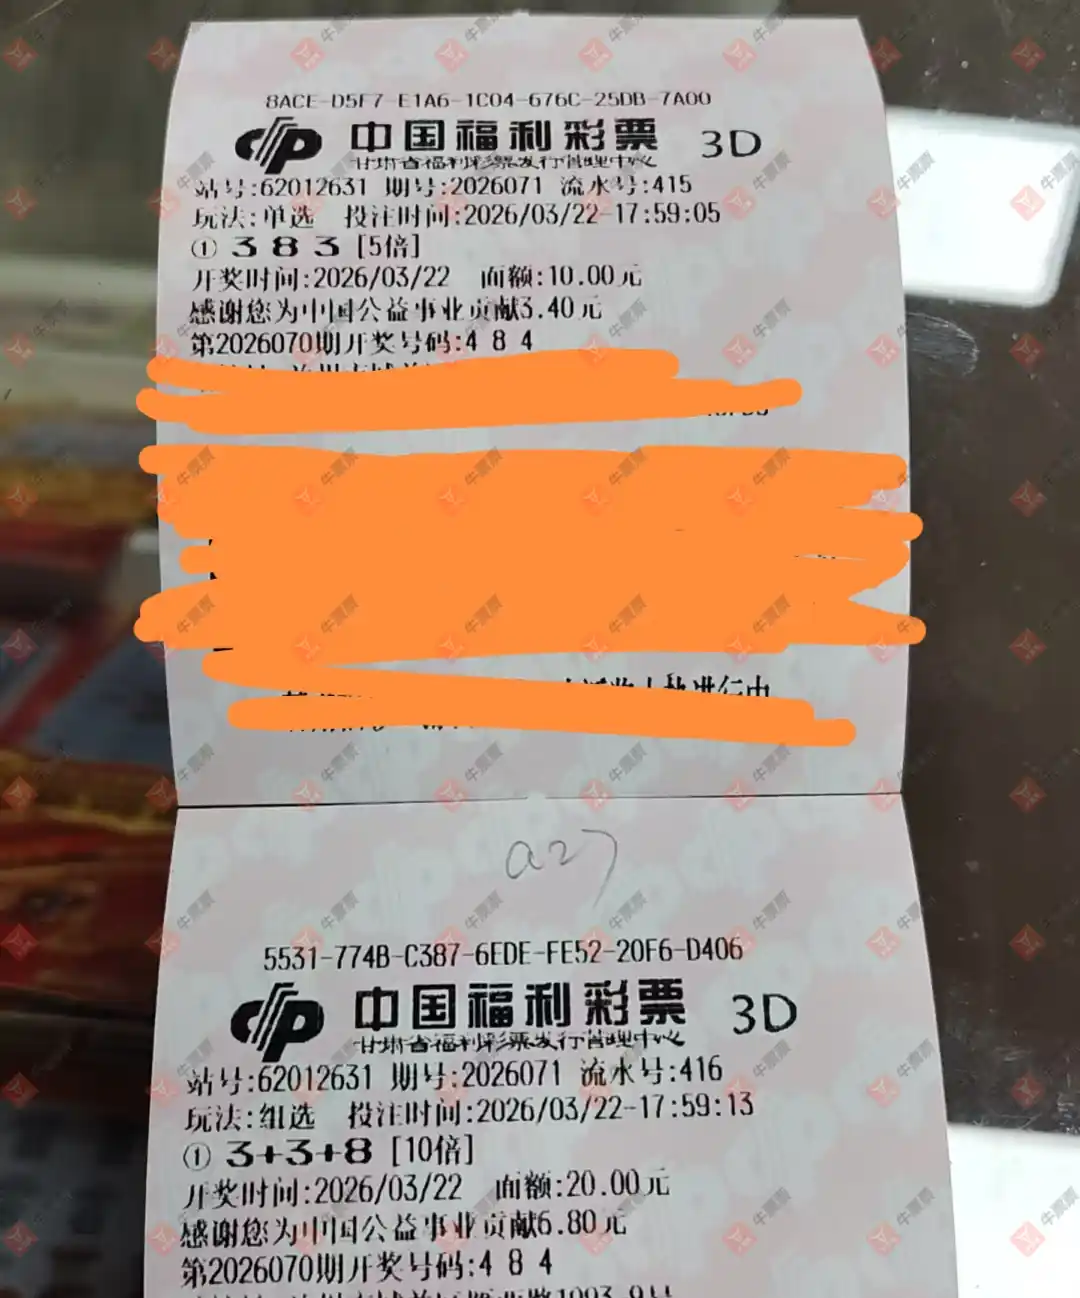 8ACE-D5F7-E1A6-1C04-676C-25DB-7A00
中国福利彩票 3D
甘肃省福利彩票发行管理中心
站号:62012631 期号:2026071 流水号:415
玩法:单选 投注时间:2026/03/22-17:59:05
① 3 8 3 [5倍]
开奖时间:2026/03/22 面额:10.00元
感谢您为中国公益事业贡献3.40元
第2026070期开奖号码:4 8 4
a27
5531-774B-C387-6EDE-FE52-20F6-D406
中国福利彩票 3D
甘肃省福利彩票发行管理中心
站号:62012631 期号:2026071 流水号:416
玩法:组选 投注时间:2026/03/22-17:59:13
① 3+3+8 [10倍]
开奖时间:2026/03/22 面额:20.00元
感谢您为中国公益事业贡献6.80元
第2026070期开奖号码:4 8 4
牛票票